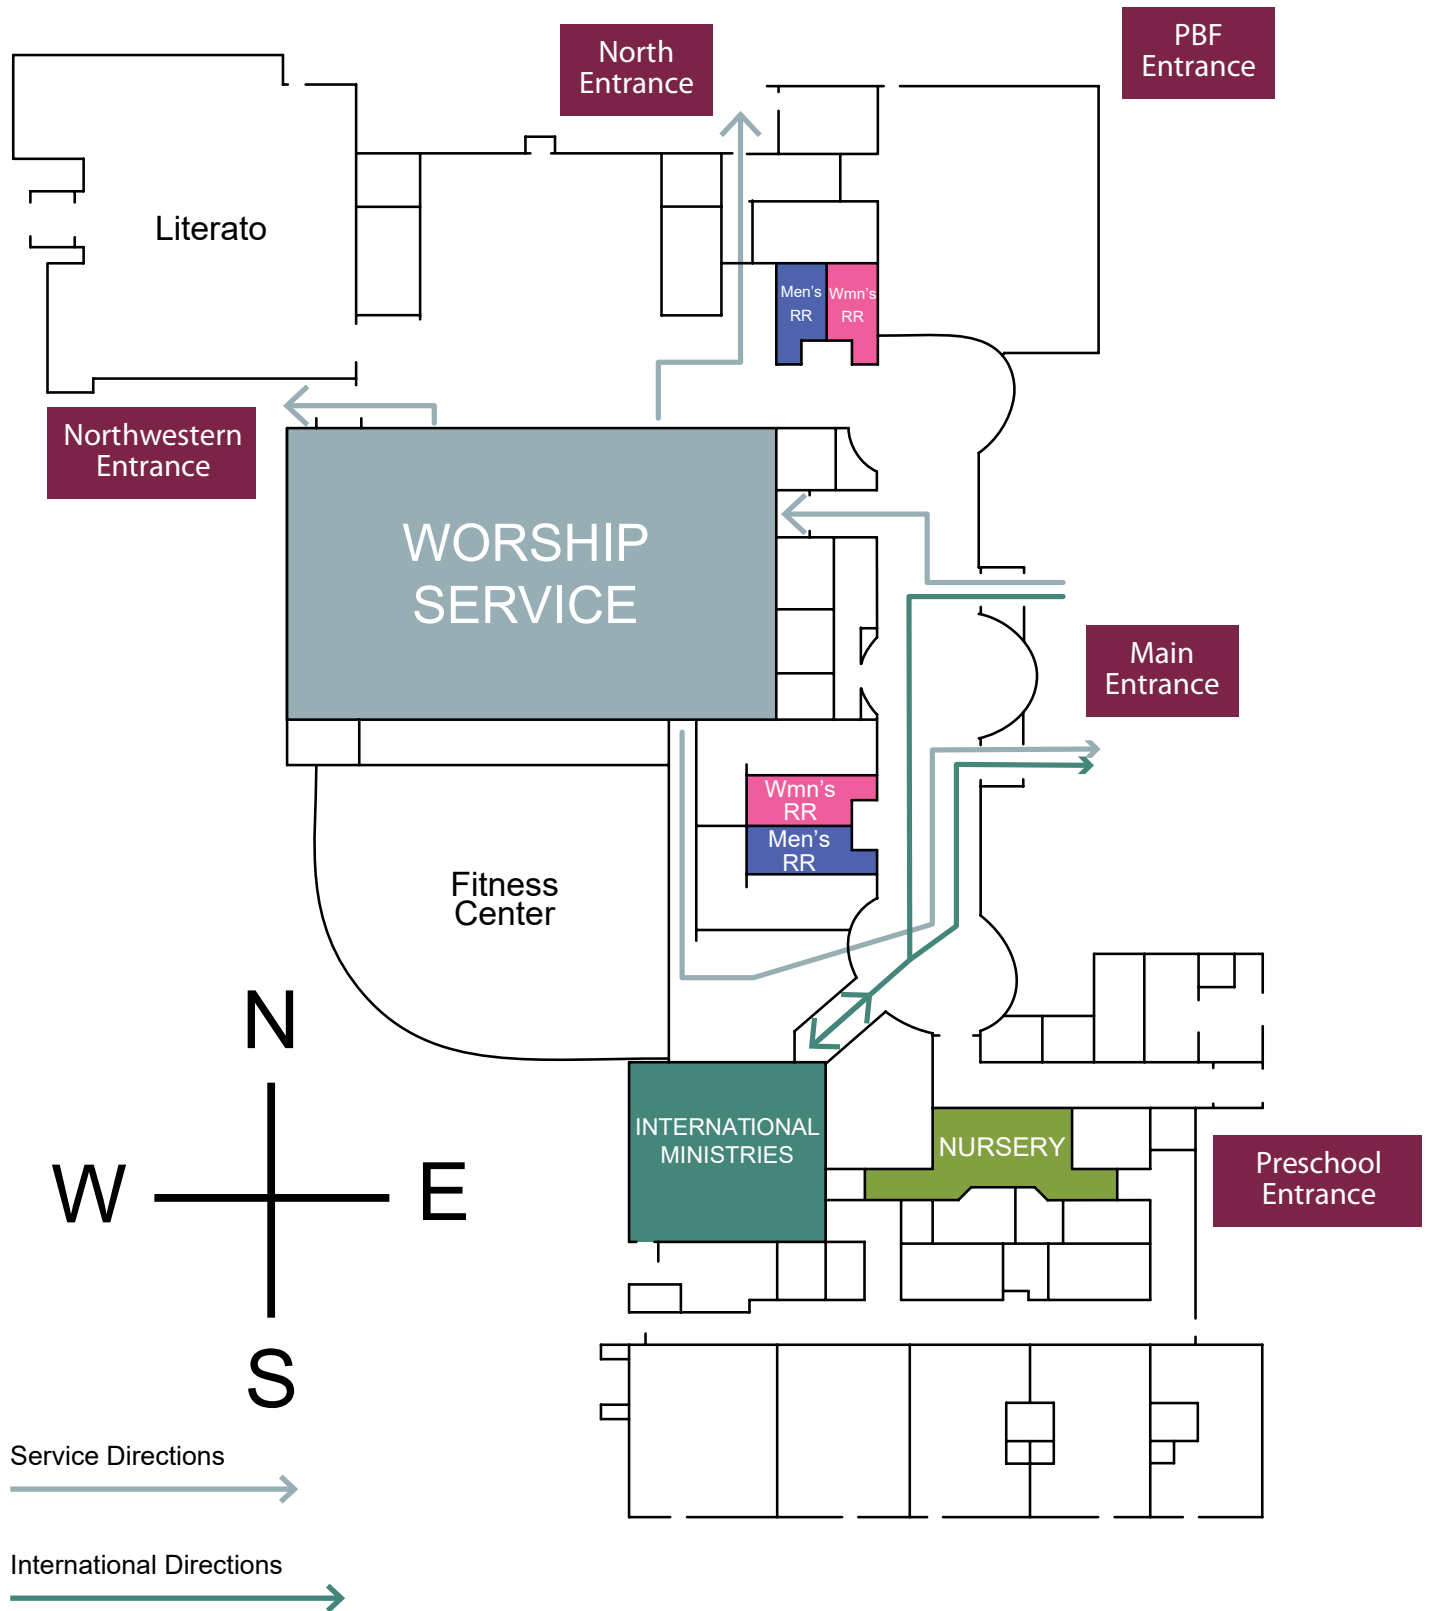 North
Entrance
PBF
Entrance
Literato
Men's
RR
Wmn's
RR
Northwestern
Entrance
WORSHIP
SERVICE
Main
Entrance
Wmn's
RR
Men's
RR
Fitness
Center
N
W
E
S
INTERNATIONAL
MINISTRIES
NURSERY
Preschool
Entrance
Service Directions
International Directions